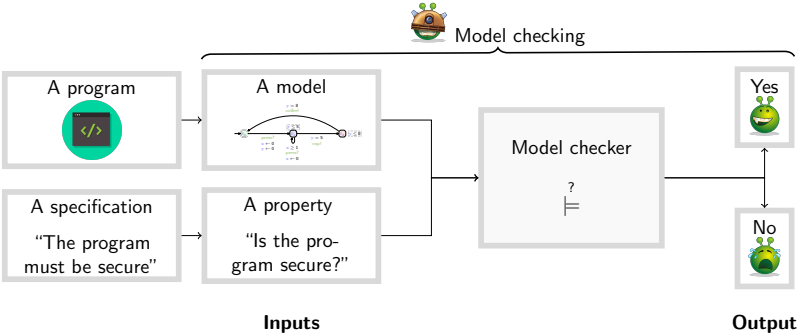 Model checking
A program
</>
A model
Yes
Model checker
?
⊨
A specification
“The program
must be secure”
A property
“Is the pro-
gram secure?”
No
Inputs
Output